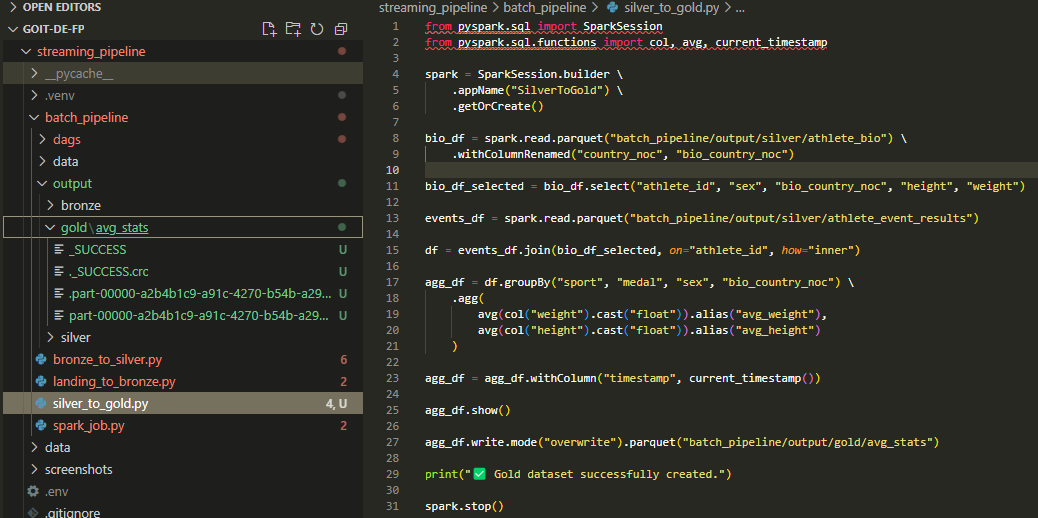 OPEN EDITORS
GOIT-DE-FP
streaming_pipeline
__pycache__
.venv
batch_pipeline
dags
data
output
bronze
gold\avg_stats
_SUCCESS U
._SUCCESS.crc U
.part-00000-a2b4b1c9-a91c-4270-b54b-a29... U
part-00000-a2b4b1c9-a91c-4270-b54b-a29... U
silver
bronze_to_silver.py 6
landing_to_bronze.py 2
silver_to_gold.py 4, U
spark_job.py 2
data
screenshots
.env
.gitignore
streaming_pipeline > batch_pipeline > silver_to_gold.py > ...
1 from pyspark.sql import SparkSession
2 from pyspark.sql.functions import col, avg, current_timestamp
3
4 spark = SparkSession.builder \
5     .appName("SilverToGold") \
6     .getOrCreate()
7
8 bio_df = spark.read.parquet("batch_pipeline/output/silver/athlete_bio") \
9     .withColumnRenamed("country_noc", "bio_country_noc")
10
11 bio_df_selected = bio_df.select("athlete_id", "sex", "bio_country_noc", "height", "weight")
12
13 events_df = spark.read.parquet("batch_pipeline/output/silver/athlete_event_results")
14
15 df = events_df.join(bio_df_selected, on="athlete_id", how="inner")
16
17 agg_df = df.groupBy("sport", "medal", "sex", "bio_country_noc") \
18     .agg(
19         avg(col("weight").cast("float")).alias("avg_weight"),
20         avg(col("height").cast("float")).alias("avg_height")
21     )
22
23 agg_df = agg_df.withColumn("timestamp", current_timestamp())
24
25 agg_df.show()
26
27 agg_df.write.mode("overwrite").parquet("batch_pipeline/output/gold/avg_stats")
28
29 print("✅ Gold dataset successfully created.")
30
31 spark.stop()